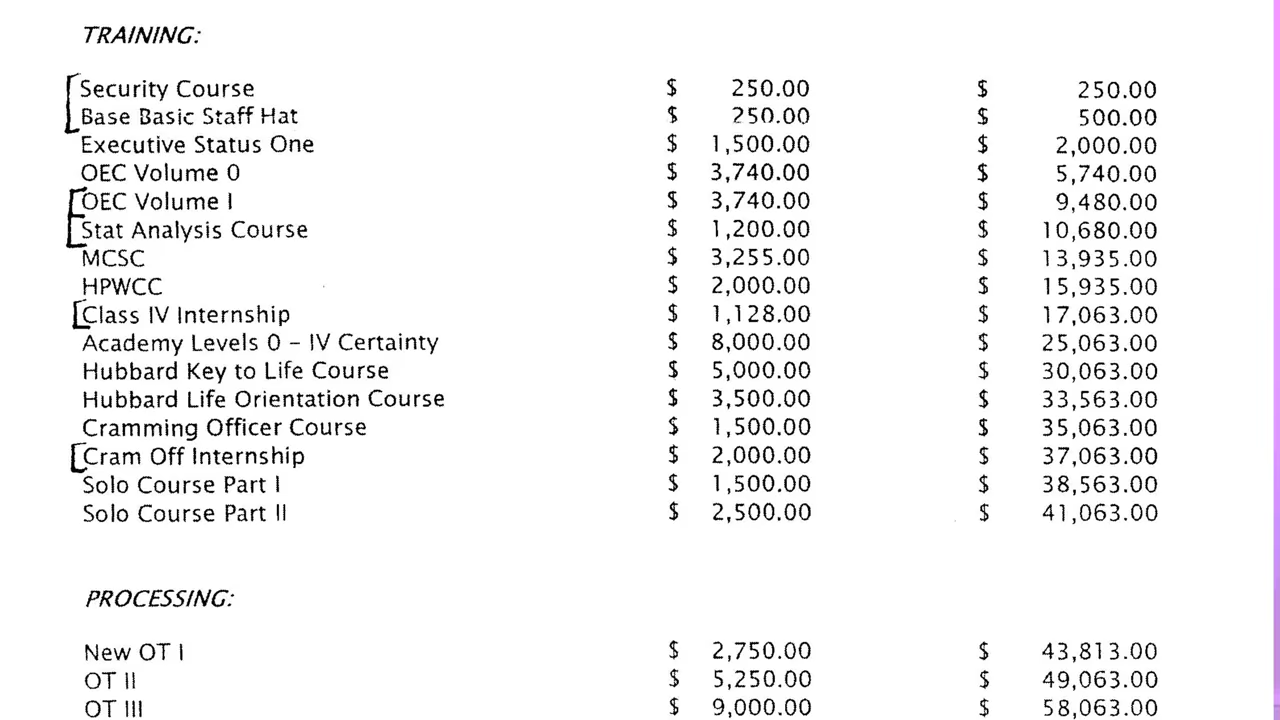 TRAINING:
Security Course $ 250.00 $ 250.00
Base Basic Staff Hat $ 250.00 $ 500.00
Executive Status One $ 1,500.00 $ 2,000.00
OEC Volume 0 $ 3,740.00 $ 5,740.00
OEC Volume I $ 3,740.00 $ 9,480.00
Stat Analysis Course $ 1,200.00 $ 10,680.00
MCSC $ 3,255.00 $ 13,935.00
HPWCC $ 2,000.00 $ 15,935.00
Class IV Internship $ 1,128.00 $ 17,063.00
Academy Levels 0 – IV Certainty $ 8,000.00 $ 25,063.00
Hubbard Key to Life Course $ 5,000.00 $ 30,063.00
Hubbard Life Orientation Course $ 3,500.00 $ 33,563.00
Cramming Officer Course $ 1,500.00 $ 35,063.00
Cram Off Internship $ 2,000.00 $ 37,063.00
Solo Course Part I $ 1,500.00 $ 38,563.00
Solo Course Part II $ 2,500.00 $ 41,063.00
PROCESSING:
New OT I $ 2,750.00 $ 43,813.00
OT II $ 5,250.00 $ 49,063.00
OT III $ 9,000.00 $ 58,063.00